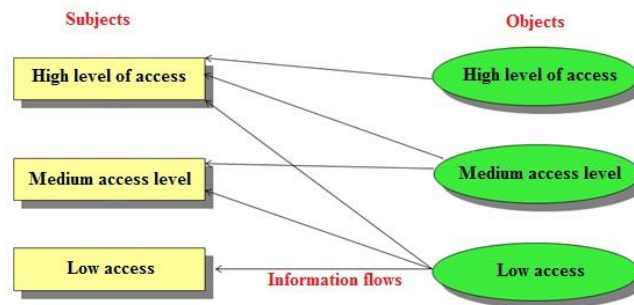 Subjects
Objects
High level of access
High level of access
Medium access level
Medium access level
Low access
Information flows
Low access